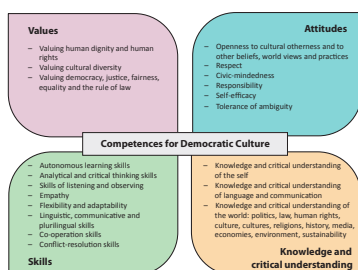 Values
– Valuing human dignity and human
rights
– Valuing cultural diversity
– Valuing democracy, justice, fairness,
equality and the rule of law
Attitudes
– Openness to cultural otherness and to
other beliefs, world views and practices
– Respect
– Civic-mindedness
– Responsibility
– Self-efficacy
– Tolerance of ambiguity
Competences for Democratic Culture
– Autonomous learning skills
– Analytical and critical thinking skills
– Skills of listening and observing
– Empathy
– Flexibility and adaptability
– Linguistic, communicative and
plurilingual skills
– Co-operation skills
– Conflict-resolution skills
Skills
– Knowledge and critical understanding
of the self
– Knowledge and critical understanding
of language and communication
– Knowledge and critical understanding of
the world: politics, law, human rights,
culture, cultures, religions, history, media,
economies, environment, sustainability
Knowledge and
critical understanding